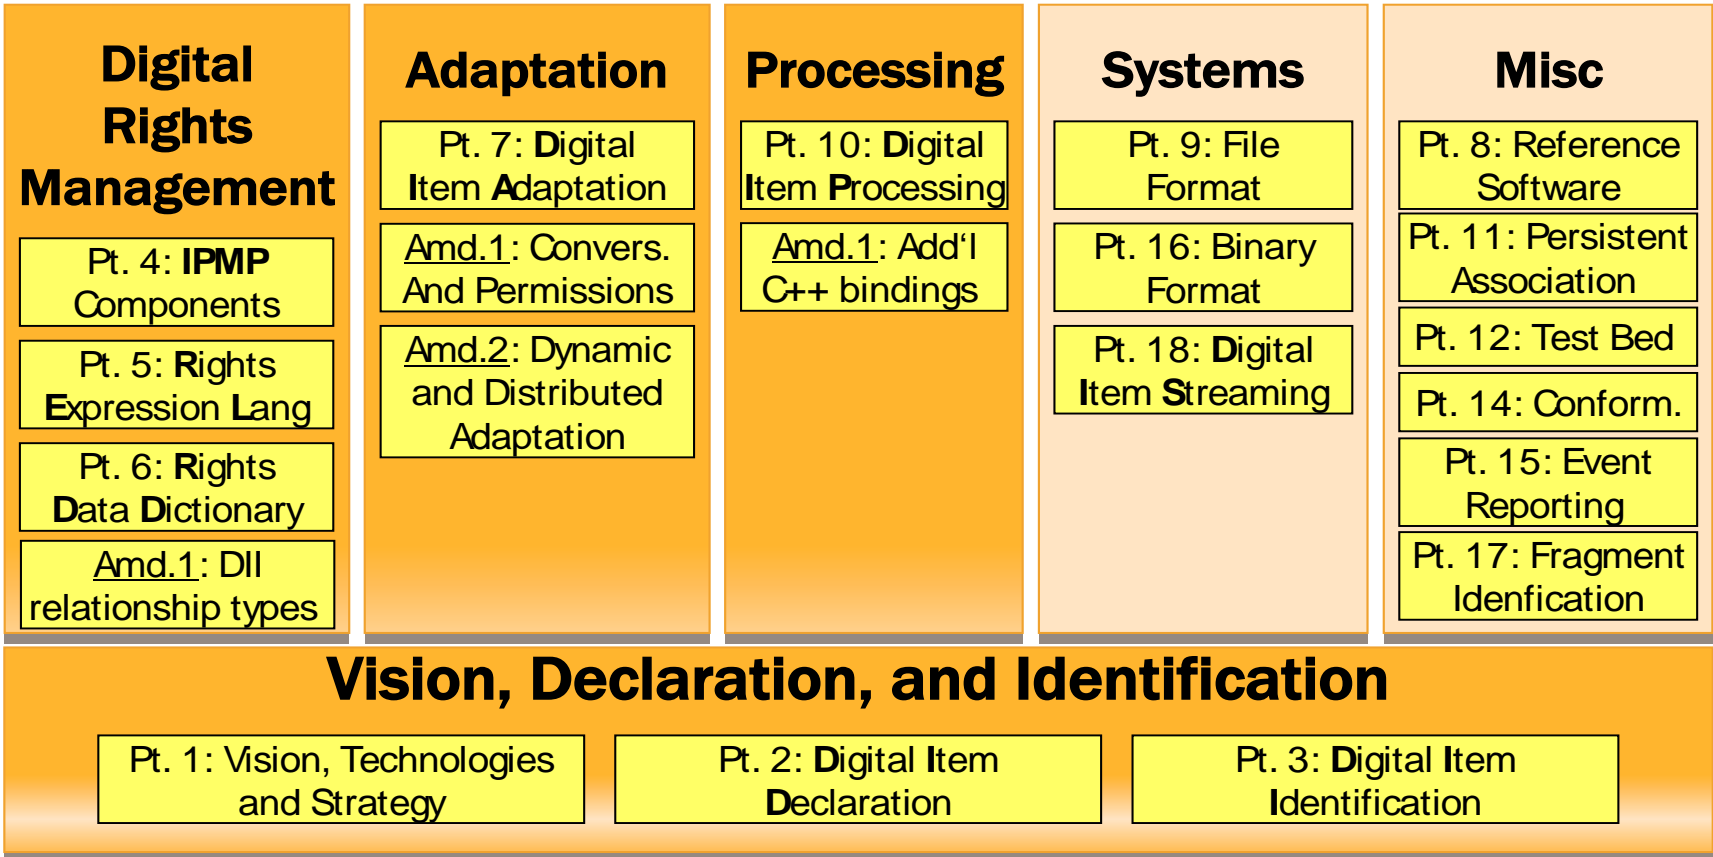 Digital
Rights
Management
Pt. 4: IPMP
Components
Pt. 5: Rights
Expression Lang
Pt. 6: Rights
Data Dictionary
Amd.1: DII
relationship types
Adaptation
Pt. 7: Digital
Item Adaptation
Amd.1: Convers.
And Permissions
Amd.2: Dynamic
and Distributed
Adaptation
Processing
Pt. 10: Digital
Item Processing
Amd.1: Add‘l
C++ bindings
Systems
Pt. 9: File
Format
Pt. 16: Binary
Format
Pt. 18: Digital
Item Streaming
Misc
Pt. 8: Reference
Software
Pt. 11: Persistent
Association
Pt. 12: Test Bed
Pt. 14: Conform.
Pt. 15: Event
Reporting
Pt. 17: Fragment
Idenfication
Vision, Declaration, and Identification
Pt. 1: Vision, Technologies
and Strategy
Pt. 2: Digital Item
Declaration
Pt. 3: Digital Item
Identification